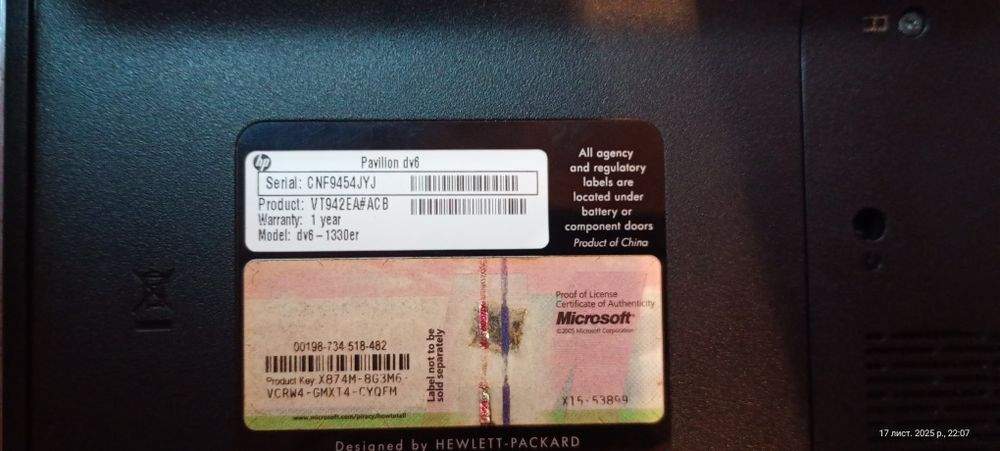 hp
Pavilion dv6
Serial: CNF9454JYJ
Product: VT942EA#ACB
Warranty: 1 year
Model: dv6-1330er
All agency
and regulatory
labels are
located under
battery or
component doors
Product of China
Proof of License
Certificate of Authenticity
Microsoft®
©2005 Microsoft Corporation
00198-734-518-482
Product Key: X874M-8G3M6-
VCRW4-GMXT4-CYQFM
www.microsoft.com/piracy/howtotell
Label not to be
sold separately
X15-53899
Designed by HEWLETT-PACKARD
17 лист. 2025 р., 22:07